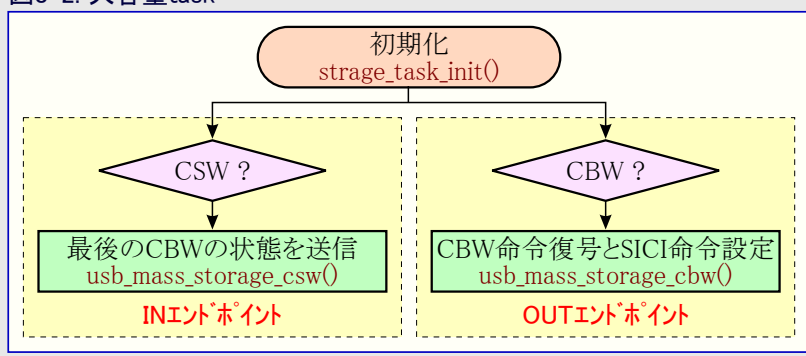 初期化
strage_task_init()
CSW ?
CBW ?
最後のCBWの状態を送信
usb_mass_storage_csw()
CBW命令復号とSICI命令設定
usb_mass_storage_cbw()
INエンドポイント
OUTエンドポイント